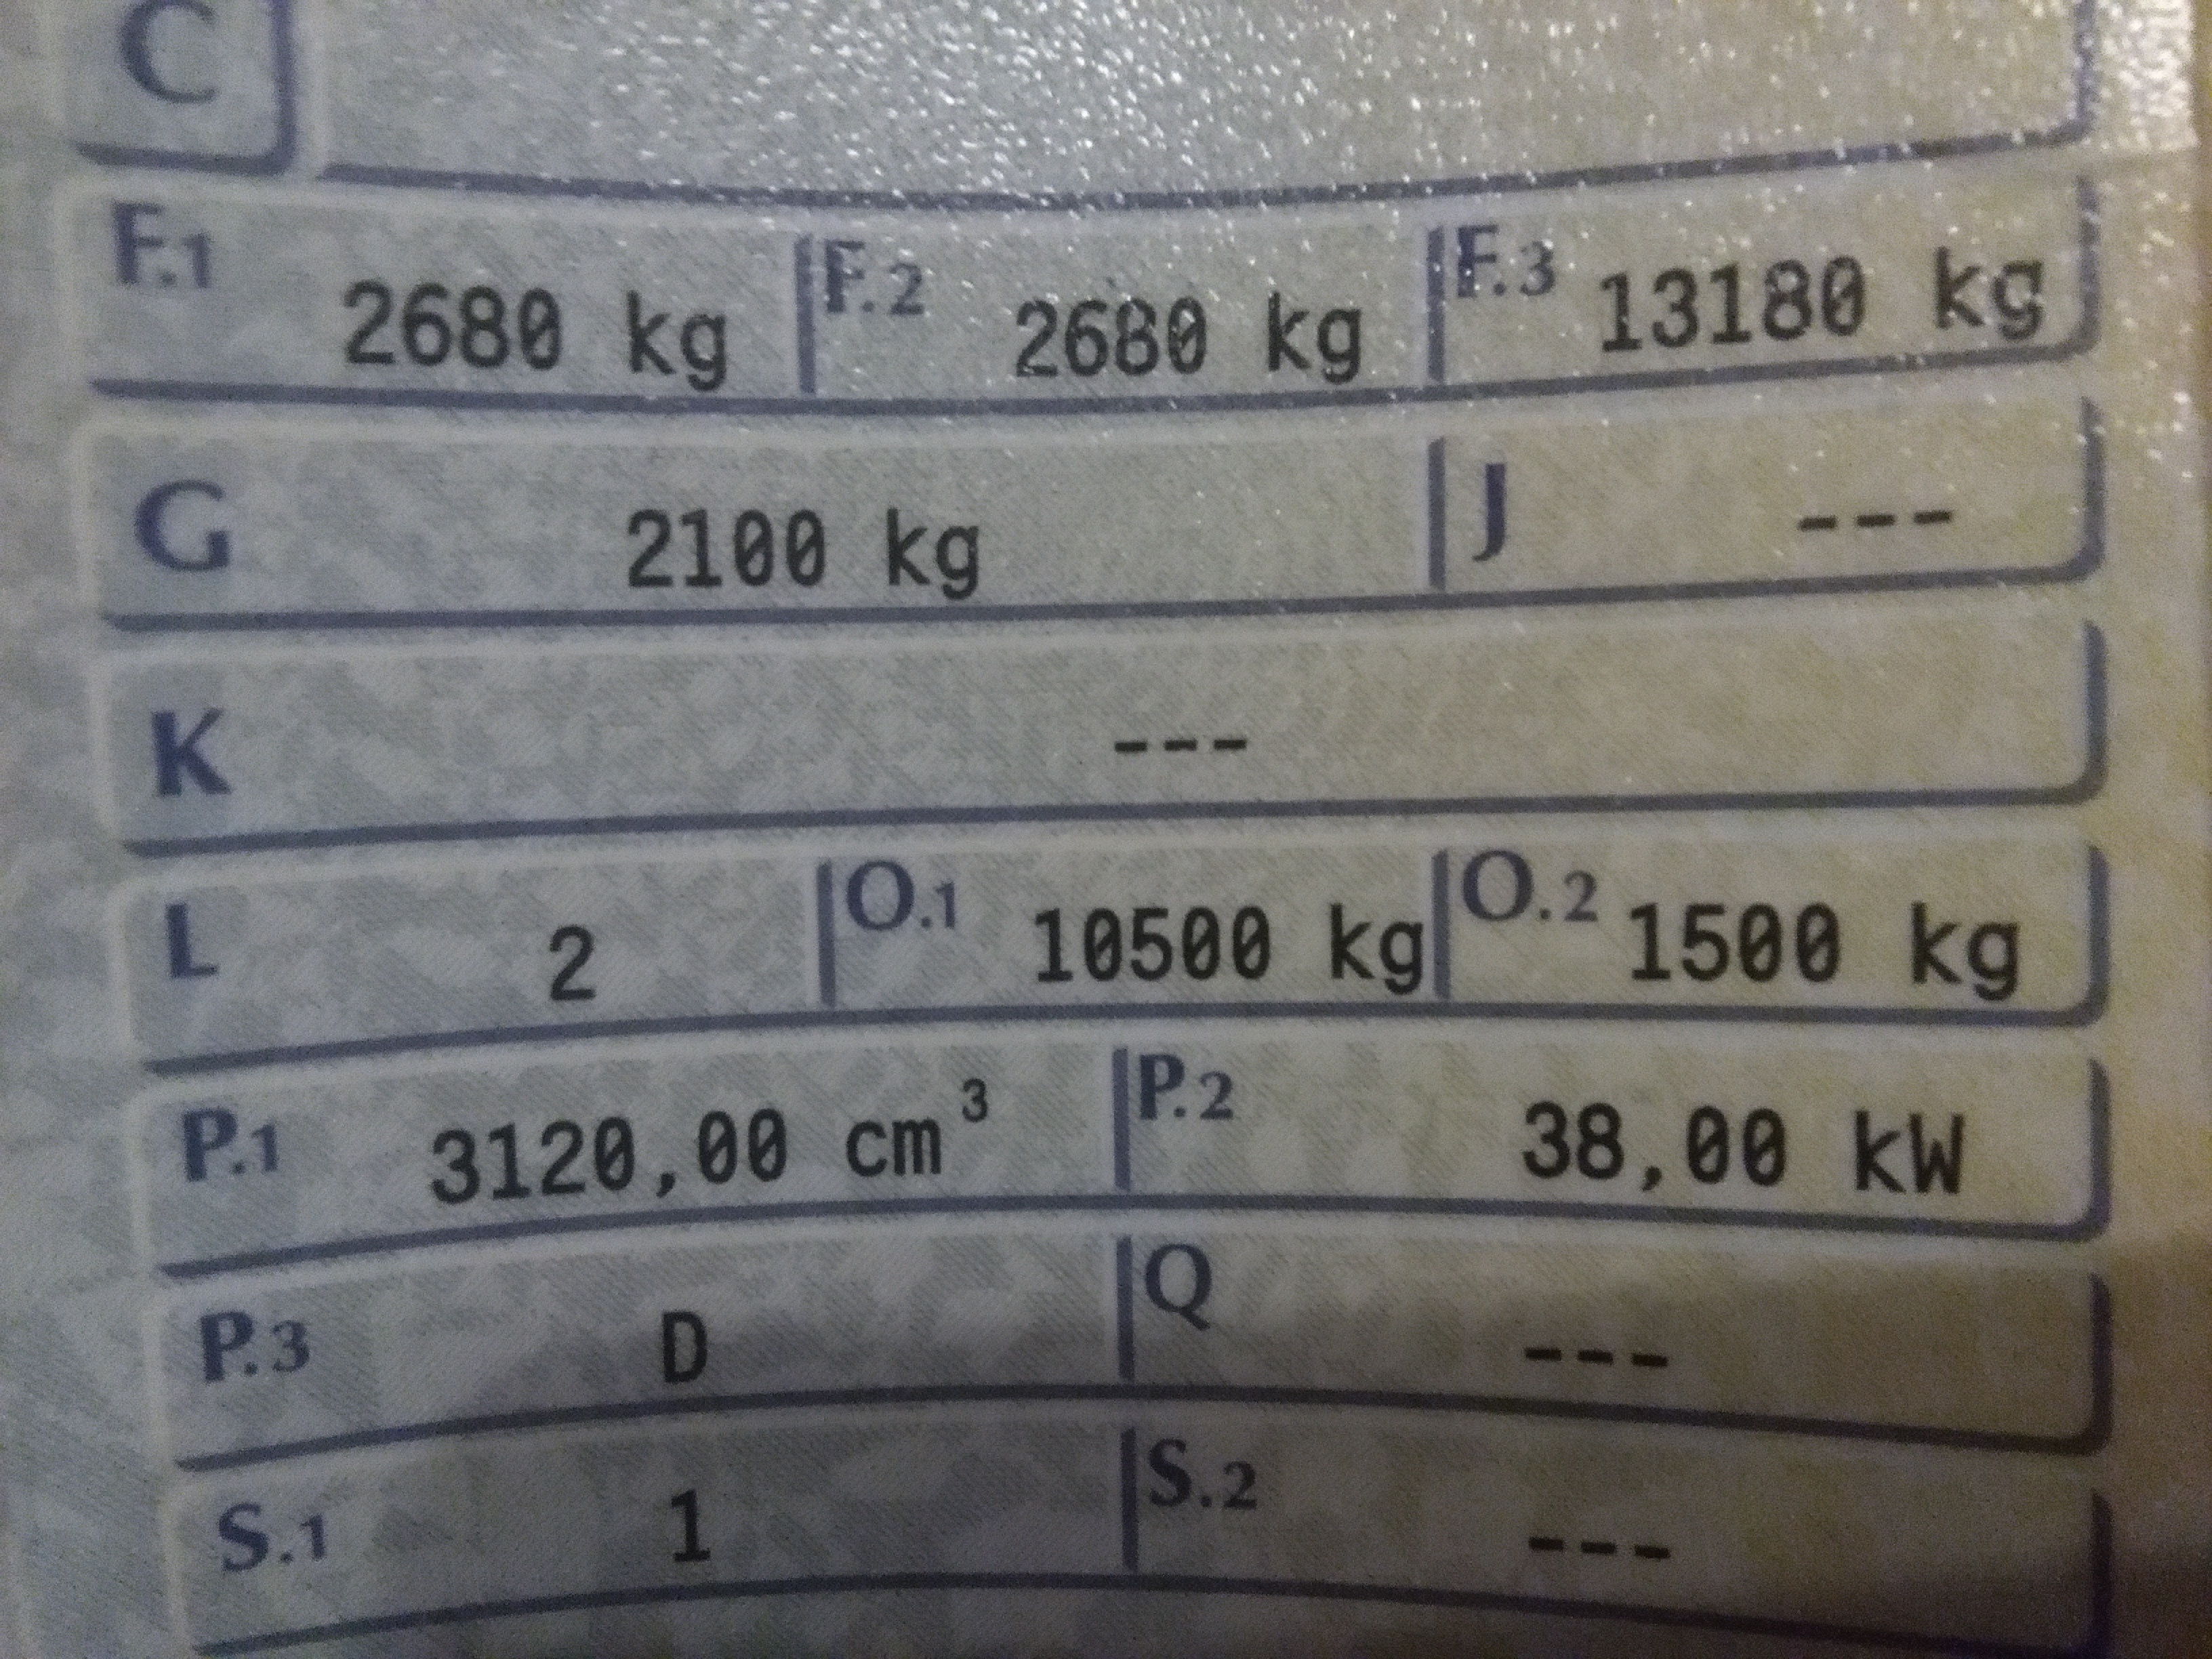 C
F.1 2680 kg F.2 2680 kg F.3 13180 kg
G 2100 kg J ---
K ---
L 2 O.1 10500 kg O.2 1500 kg
P.1 3120,00 cm³ P.2 38,00 kW
P.3 D Q ---
S.1 1 S.2 ---